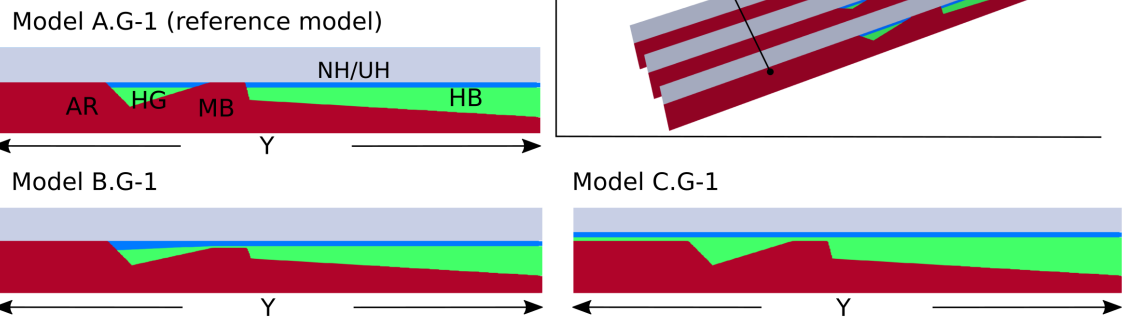 Model A.G-1 (reference model)
NH/UH
AR
HG
MB
HB
Y
Model B.G-1
Model C.G-1
Y
Y